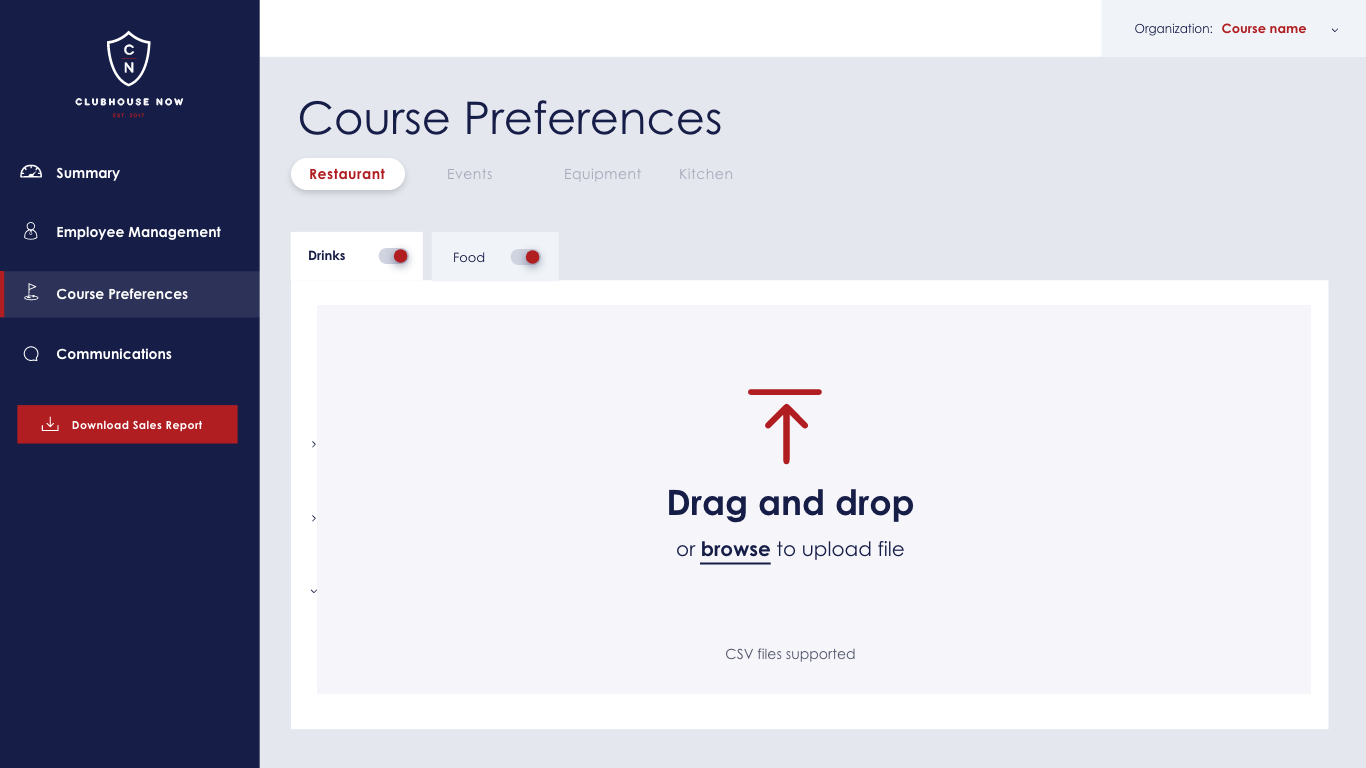 C
N
CLUBHOUSE NOW
EST. 2017
Organization: Course name
Summary
Employee Management
Course Preferences
Communications
Download Sales Report
Course Preferences
Restaurant Events Equipment Kitchen
Drinks Food
Drag and drop
or browse to upload file
CSV files supported